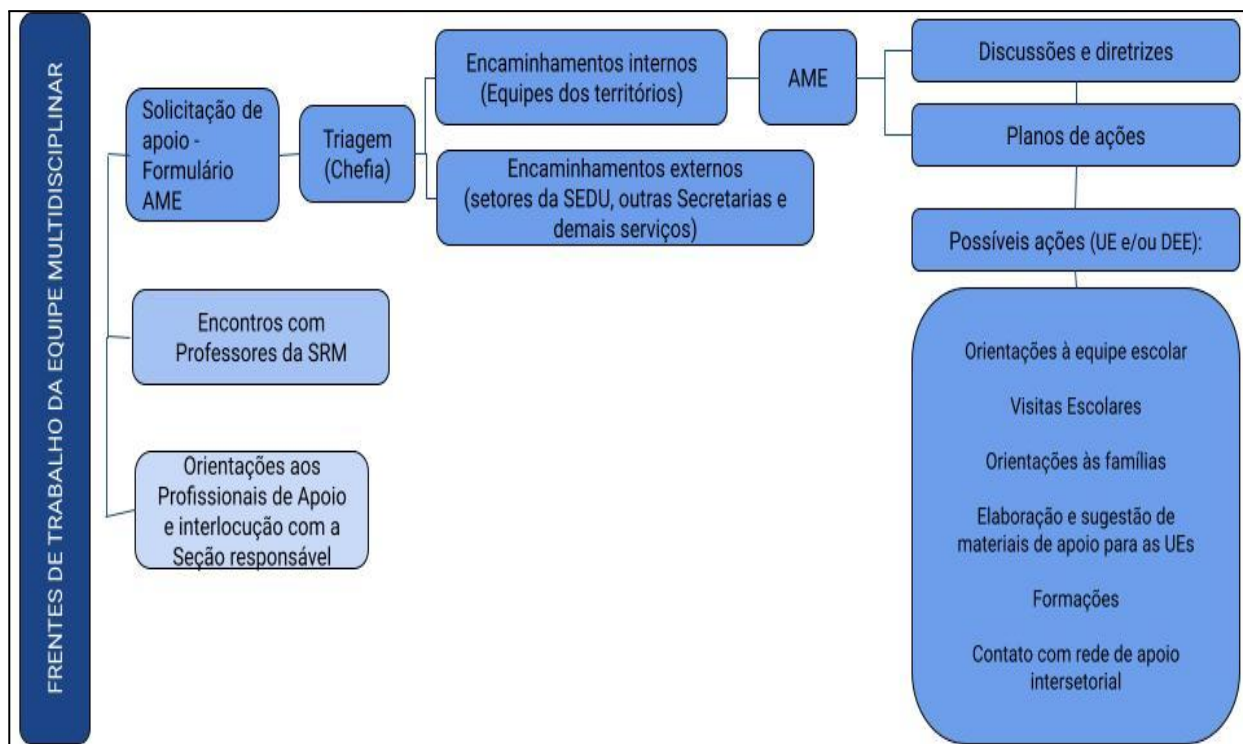 FRENTES DE TRABALHO DA EQUIPE MULTIDISCIPLINAR
Solicitação de
apoio -
Formulário
AME
Triagem
(Chefia)
Encaminhamentos internos
(Equipes dos territórios)
AME
Discussões e diretrizes
Planos de ações
Encaminhamentos externos
(setores da SEDU, outras Secretarias e
demais serviços)
Possíveis ações (UE e/ou DEE):
Orientações à equipe escolar
Visitas Escolares
Orientações às famílias
Elaboração e sugestão de
materiais de apoio para as UEs
Formações
Contato com rede de apoio
intersetorial
Encontros com
Professores da SRM
Orientações aos
Profissionais de Apoio
e interlocução com a
Seção responsável